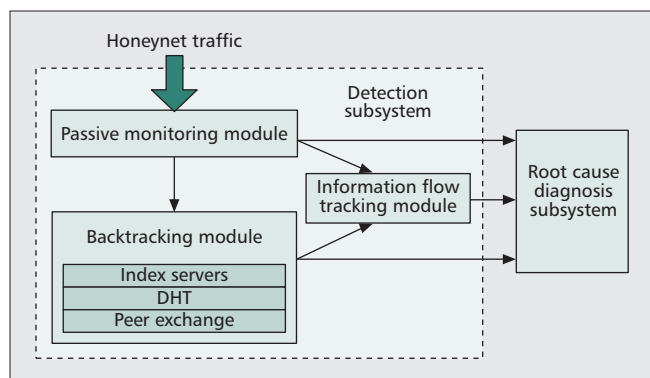 Honeynet traffic
Detection
subsystem
Passive monitoring module
Root cause
diagnosis
subsystem
Information flow
tracking module
Backtracking module
Index servers
DHT
Peer exchange